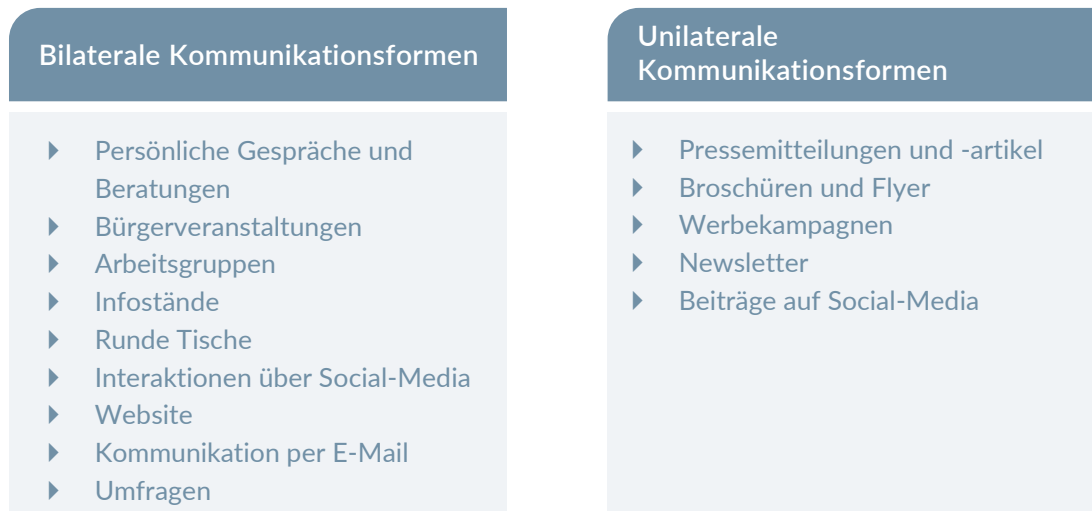 Bilaterale Kommunikationsformen
Persönliche Gespräche und
Beratungen
Bürgerveranstaltungen
Arbeitsgruppen
Infostände
Runde Tische
Interaktionen über Social-Media
Website
Kommunikation per E-Mail
Umfragen
Unilaterale
Kommunikationsformen
Pressemitteilungen und -artikel
Broschüren und Flyer
Werbekampagnen
Newsletter
Beiträge auf Social-Media